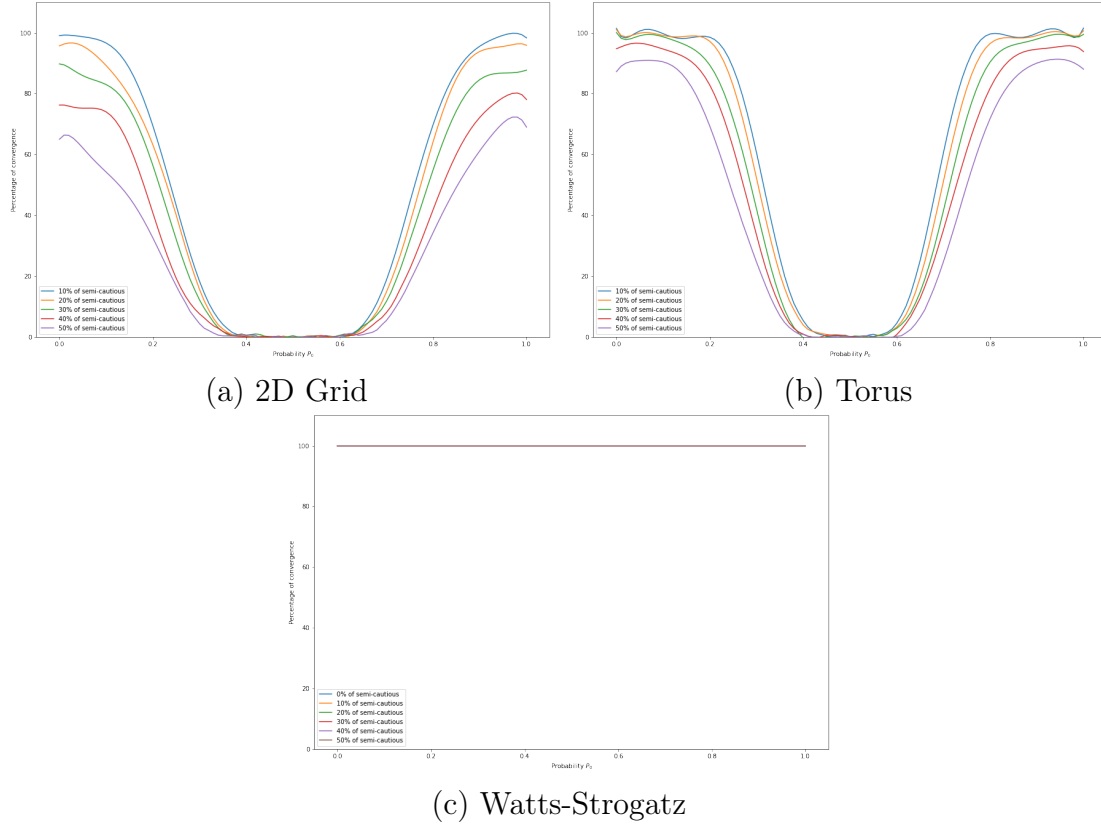 100
80
60
40
20
0
Percentage of convergence
10% of semi-cautious
20% of semi-cautious
30% of semi-cautious
40% of semi-cautious
50% of semi-cautious
0.0 0.2 0.4 0.6 0.8 1.0
Probability P₀
(a) 2D Grid
100
80
60
40
20
0
Percentage of convergence
10% of semi-cautious
20% of semi-cautious
30% of semi-cautious
40% of semi-cautious
50% of semi-cautious
0.0 0.2 0.4 0.6 0.8 1.0
Probability P₀
(b) Torus
100
80
60
40
20
0
Percentage of convergence
0% of semi-cautious
10% of semi-cautious
20% of semi-cautious
30% of semi-cautious
40% of semi-cautious
50% of semi-cautious
0.0 0.2 0.4 0.6 0.8 1.0
Probability P₀
(c) Watts-Strogatz